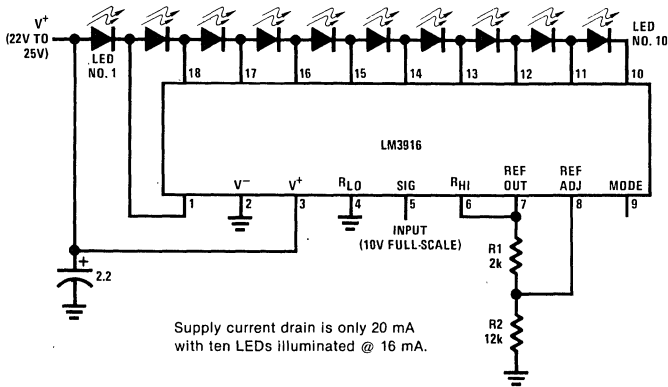 V+
(22V TO
25V)
LED
NO. 1
LED
NO. 10
18 17 16 15 14 13 12 11 10
LM3916
V− V+ RLO SIG RHI REF OUT REF ADJ MODE
1 2 3 4 5 6 7 8 9
INPUT
(10V FULL-SCALE)
R1
2k
+
2.2
R2
12k
Supply current drain is only 20 mA
with ten LEDs illuminated @ 16 mA.